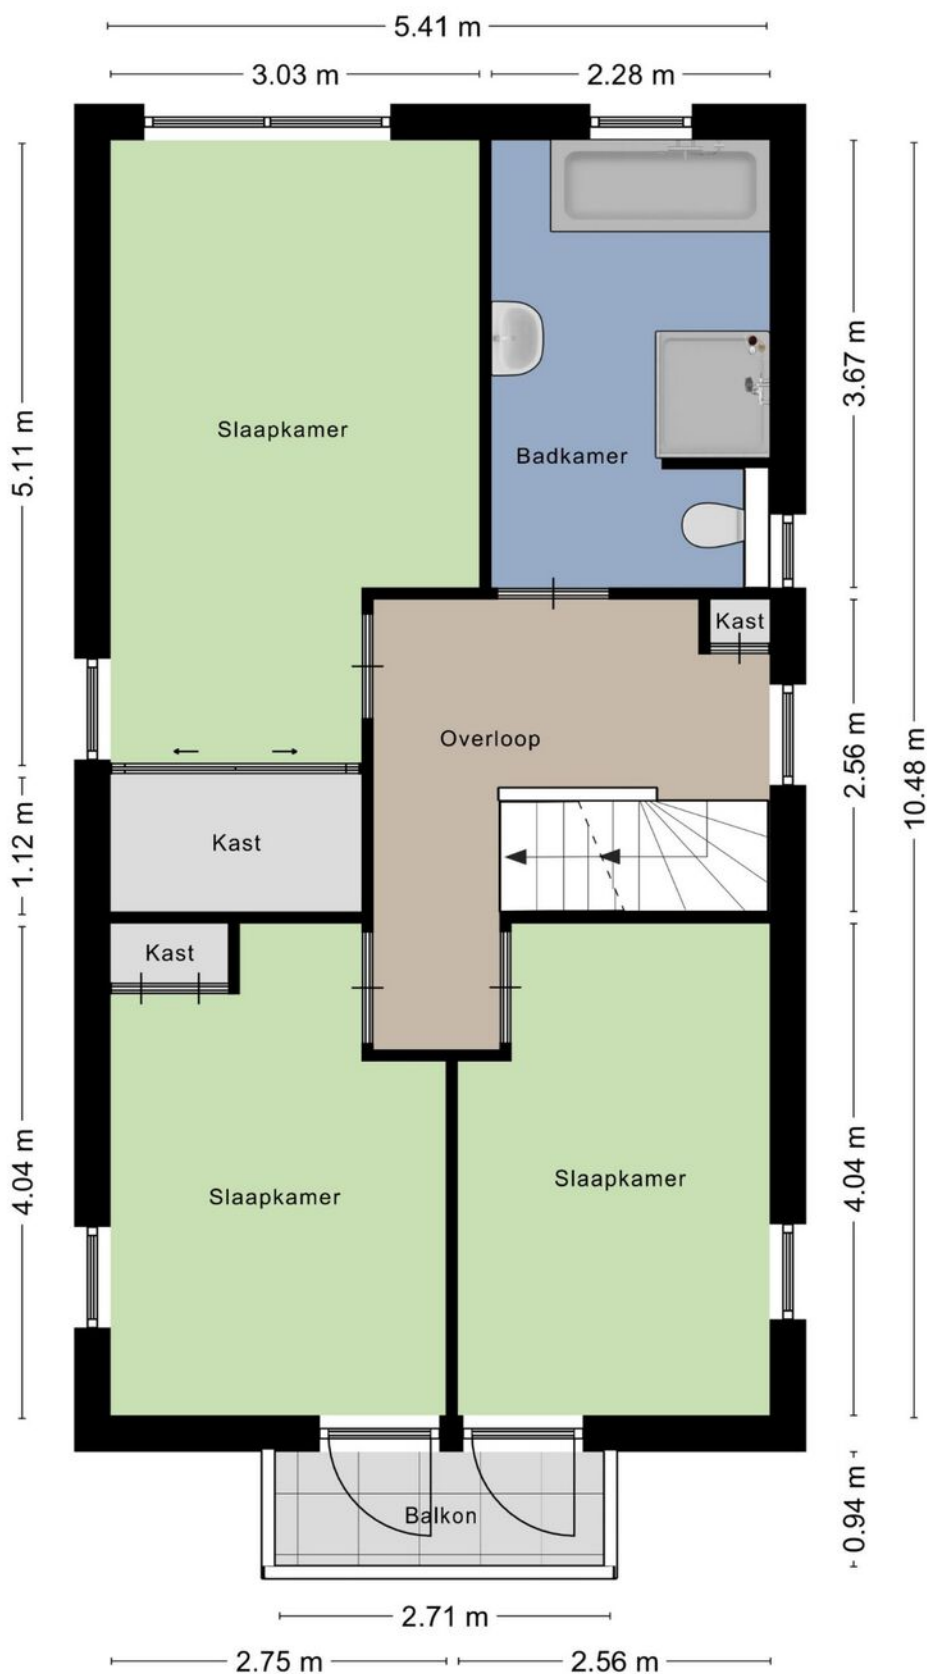 5.41 m
3.03 m
2.28 m
Slaapkamer
Badkamer
5.11 m
3.67 m
Kast
Overloop
2.56 m
10.48 m
1.12 m
Kast
Kast
4.04 m
Slaapkamer
Slaapkamer
4.04 m
Balkon
0.94 m
2.71 m
2.75 m
2.56 m